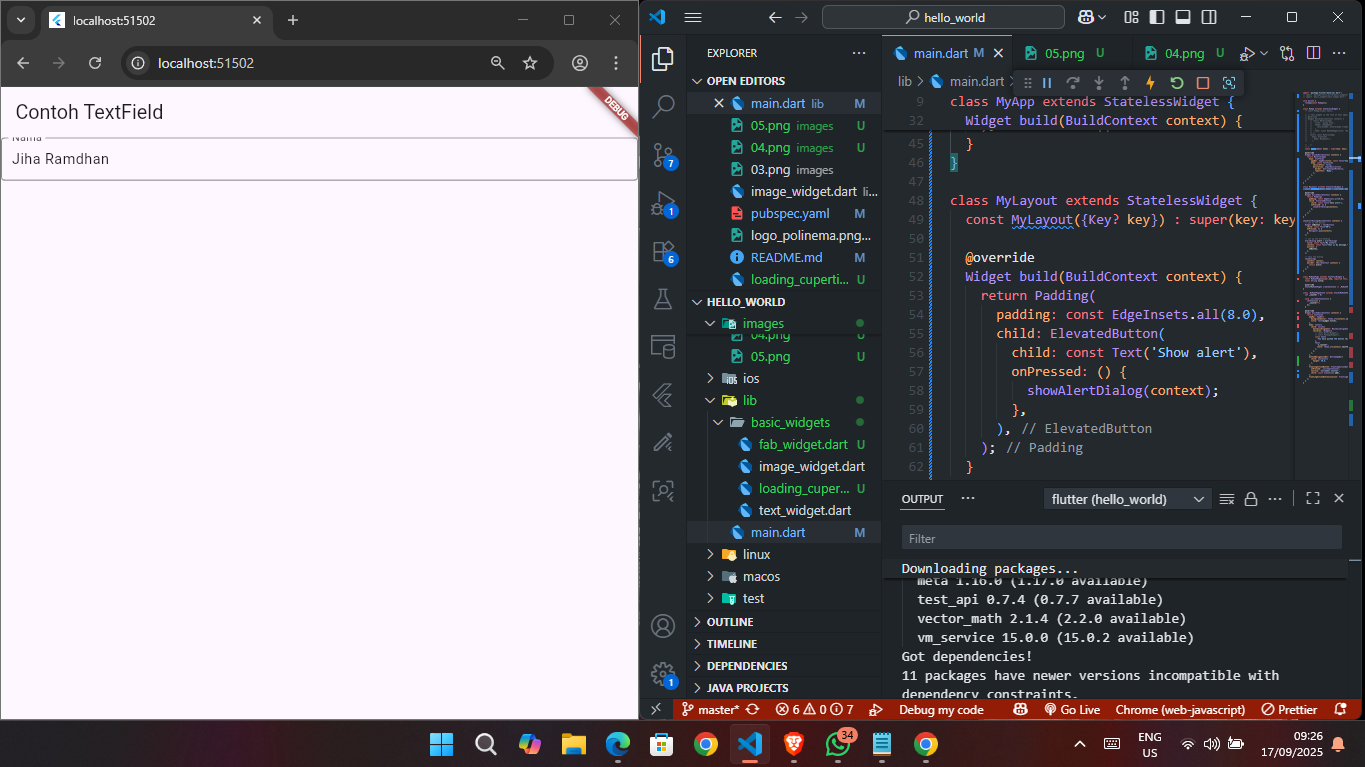 localhost:51502
localhost:51502
Contoh TextField
DEBUG
Nama
Jiha Ramdhan
hello_world
EXPLORER
OPEN EDITORS
main.dart lib M
05.png images U
04.png images U
03.png images
image_widget.dart li...
pubspec.yaml M
logo_polinema.png...
README.md M
loading_cuperti... U
HELLO_WORLD
images
04.png U
05.png U
ios
lib
basic_widgets
fab_widget.dart U
image_widget.dart
loading_cuper... U
text_widget.dart
main.dart M
linux
macos
test
OUTLINE
TIMELINE
DEPENDENCIES
JAVA PROJECTS
7
1
6
1
main.dart M
05.png U
04.png U
lib > main.dart >
9 class MyApp extends StatelessWidget {
32 Widget build(BuildContext context) {
45 }
46 }
47
48 class MyLayout extends StatelessWidget {
49 const MyLayout({Key? key}) : super(key: key
50
51 @override
52 Widget build(BuildContext context) {
53 return Padding(
54 padding: const EdgeInsets.all(8.0),
55 child: ElevatedButton(
56 child: const Text('Show alert'),
57 onPressed: () {
58 showAlertDialog(context);
59 },
60 ), // ElevatedButton
61 ); // Padding
62 }
OUTPUT
flutter (hello_world)
Filter
Downloading packages...
meta 1.16.0 (1.17.0 available)
test_api 0.7.4 (0.7.7 available)
vector_math 2.1.4 (2.2.0 available)
vm_service 15.0.0 (15.0.2 available)
Got dependencies!
11 packages have newer versions incompatible with
dependency constraints.
master* 6 0 7 Debug my code Go Live Chrome (web-javascript) Prettier
34
ENG
US
09:26
17/09/2025